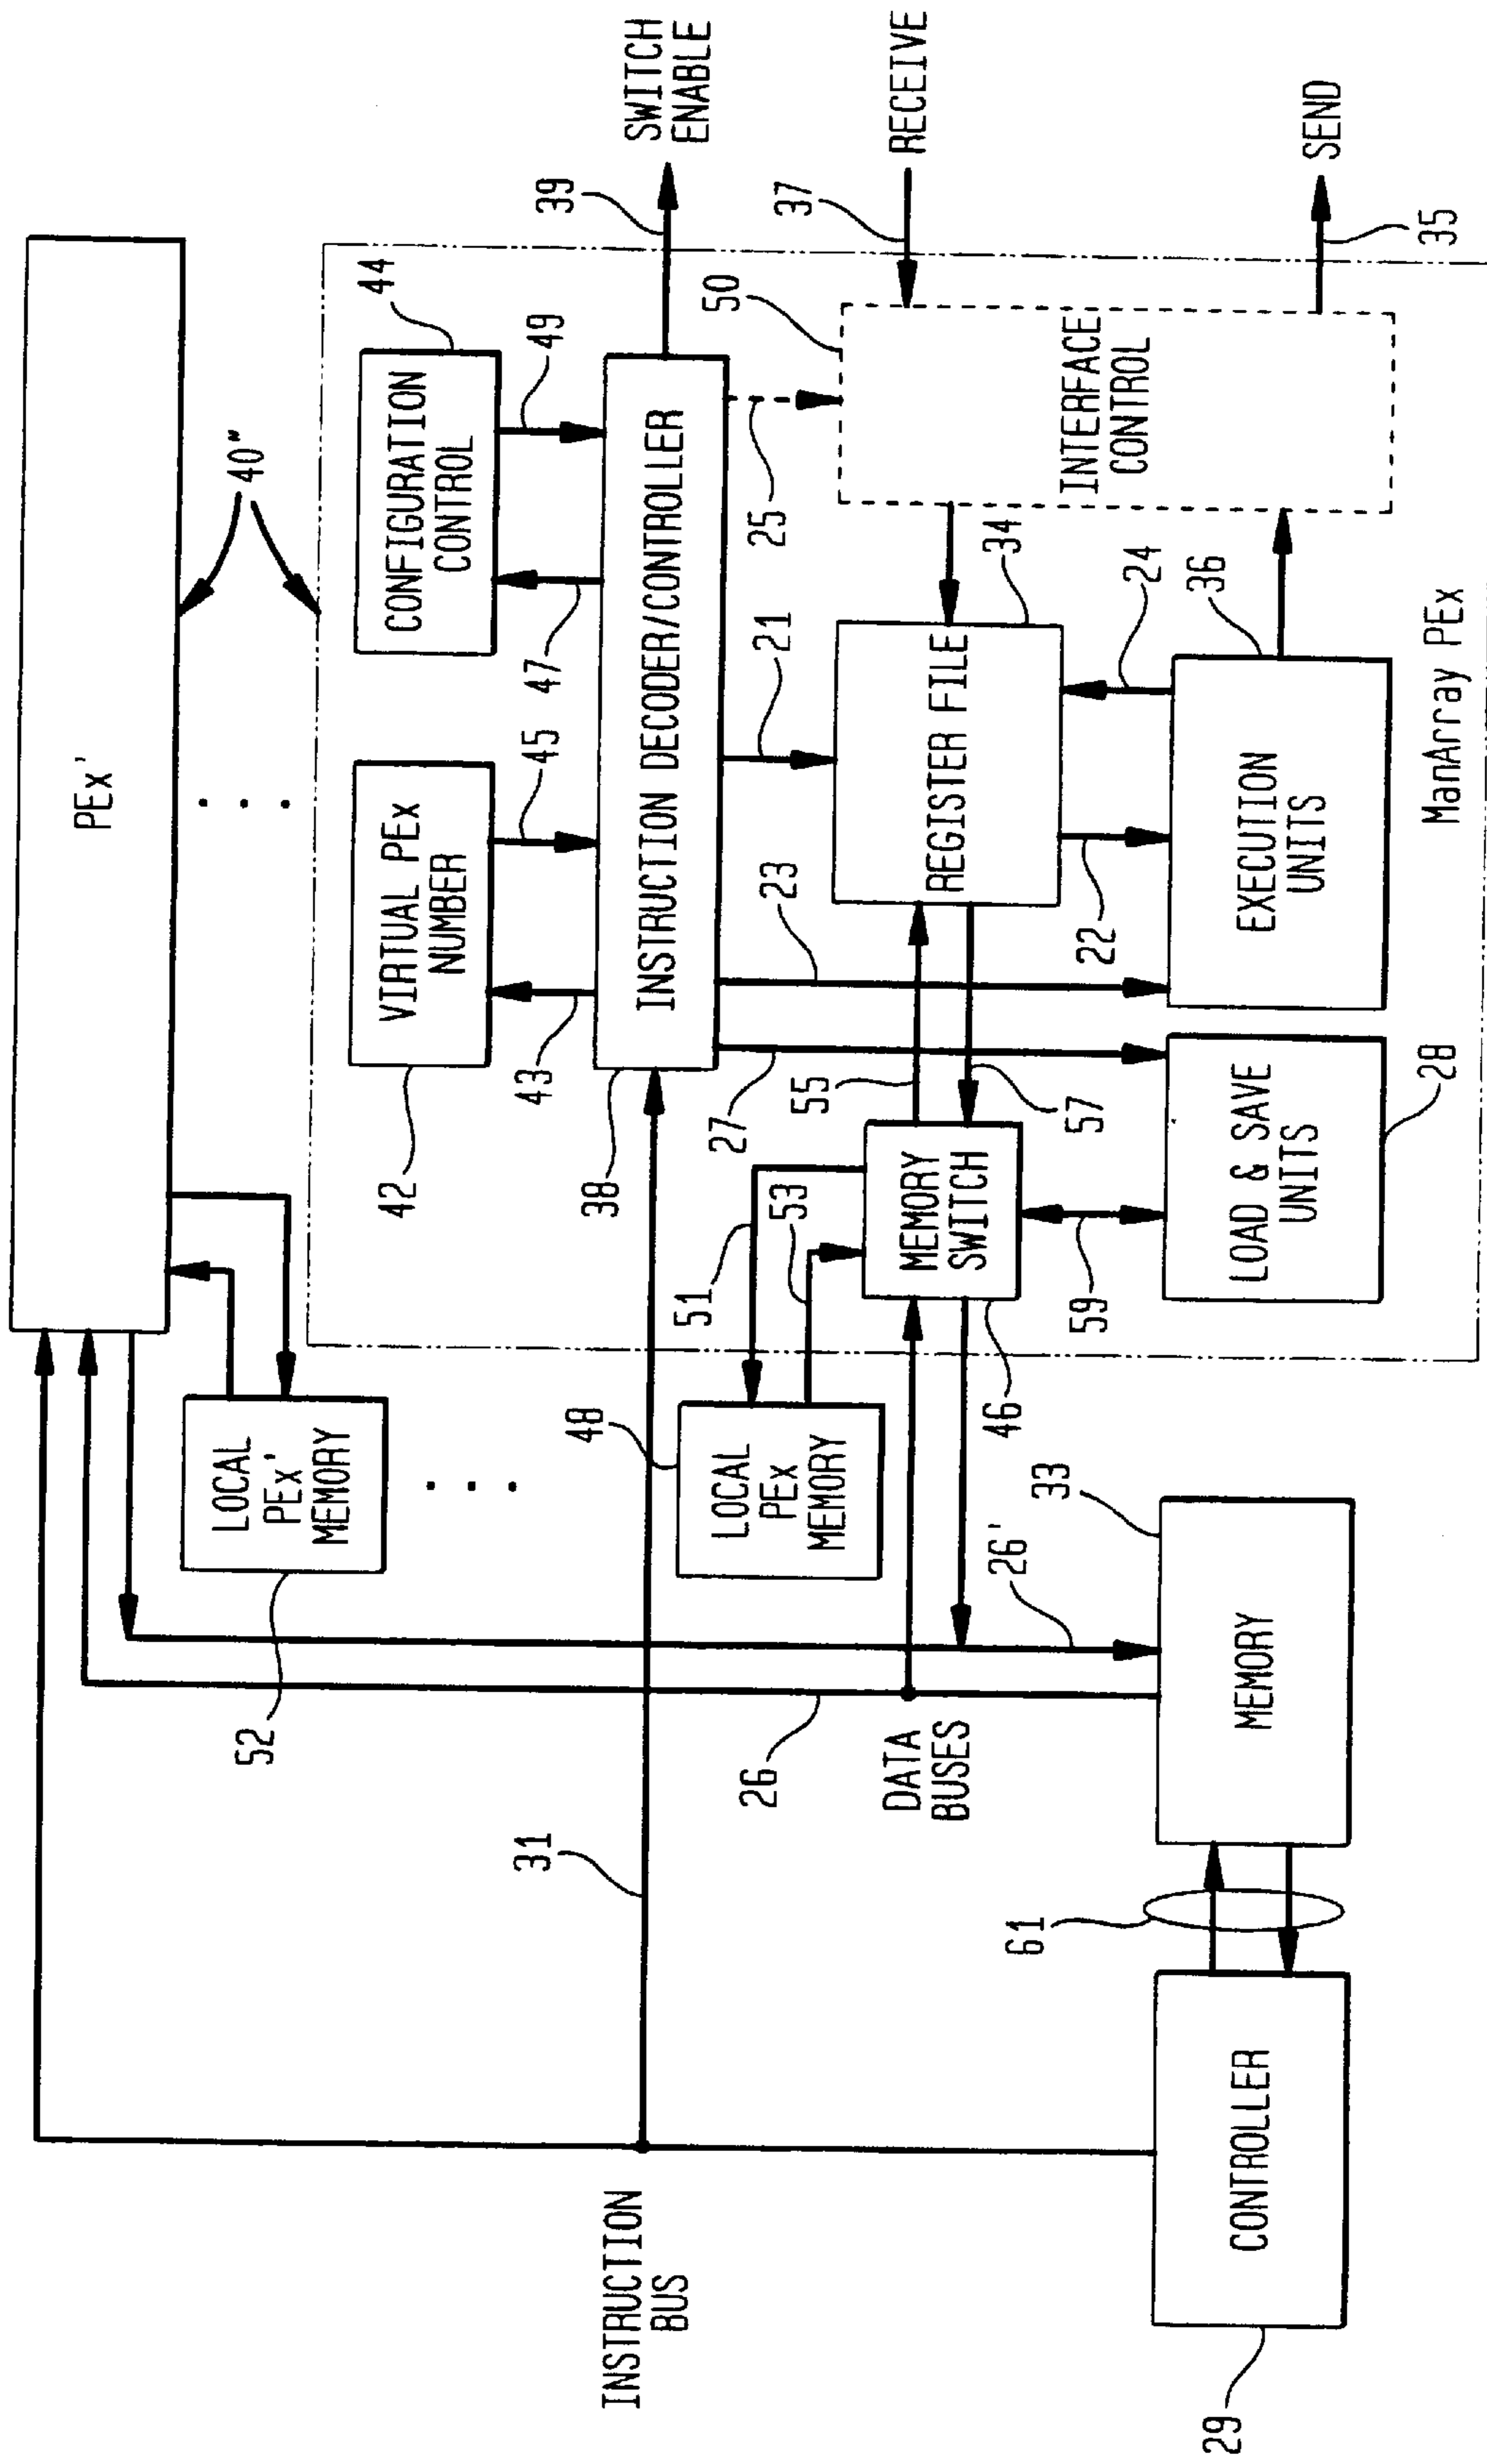 PEx'
40"
SWITCH
ENABLE
39
44
CONFIGURATION
CONTROL
49
47
VIRTUAL PEx
NUMBER
45
43
42
INSTRUCTION DECODER/CONTROLLER
38
RECEIVE
37
50
INTERFACE
CONTROL
25
SEND
35
34
REGISTER FILE
21
24
36
22
23
EXECUTION
UNITS
ManArray PEx
27
55
57
MEMORY
SWITCH
51
53
59
46
LOAD & SAVE
UNITS
28
LOCAL
PEx'
MEMORY
52
48
LOCAL
PEx
MEMORY
33
26'
MEMORY
26
DATA
BUSES
31
61
INSTRUCTION
BUS
CONTROLLER
29